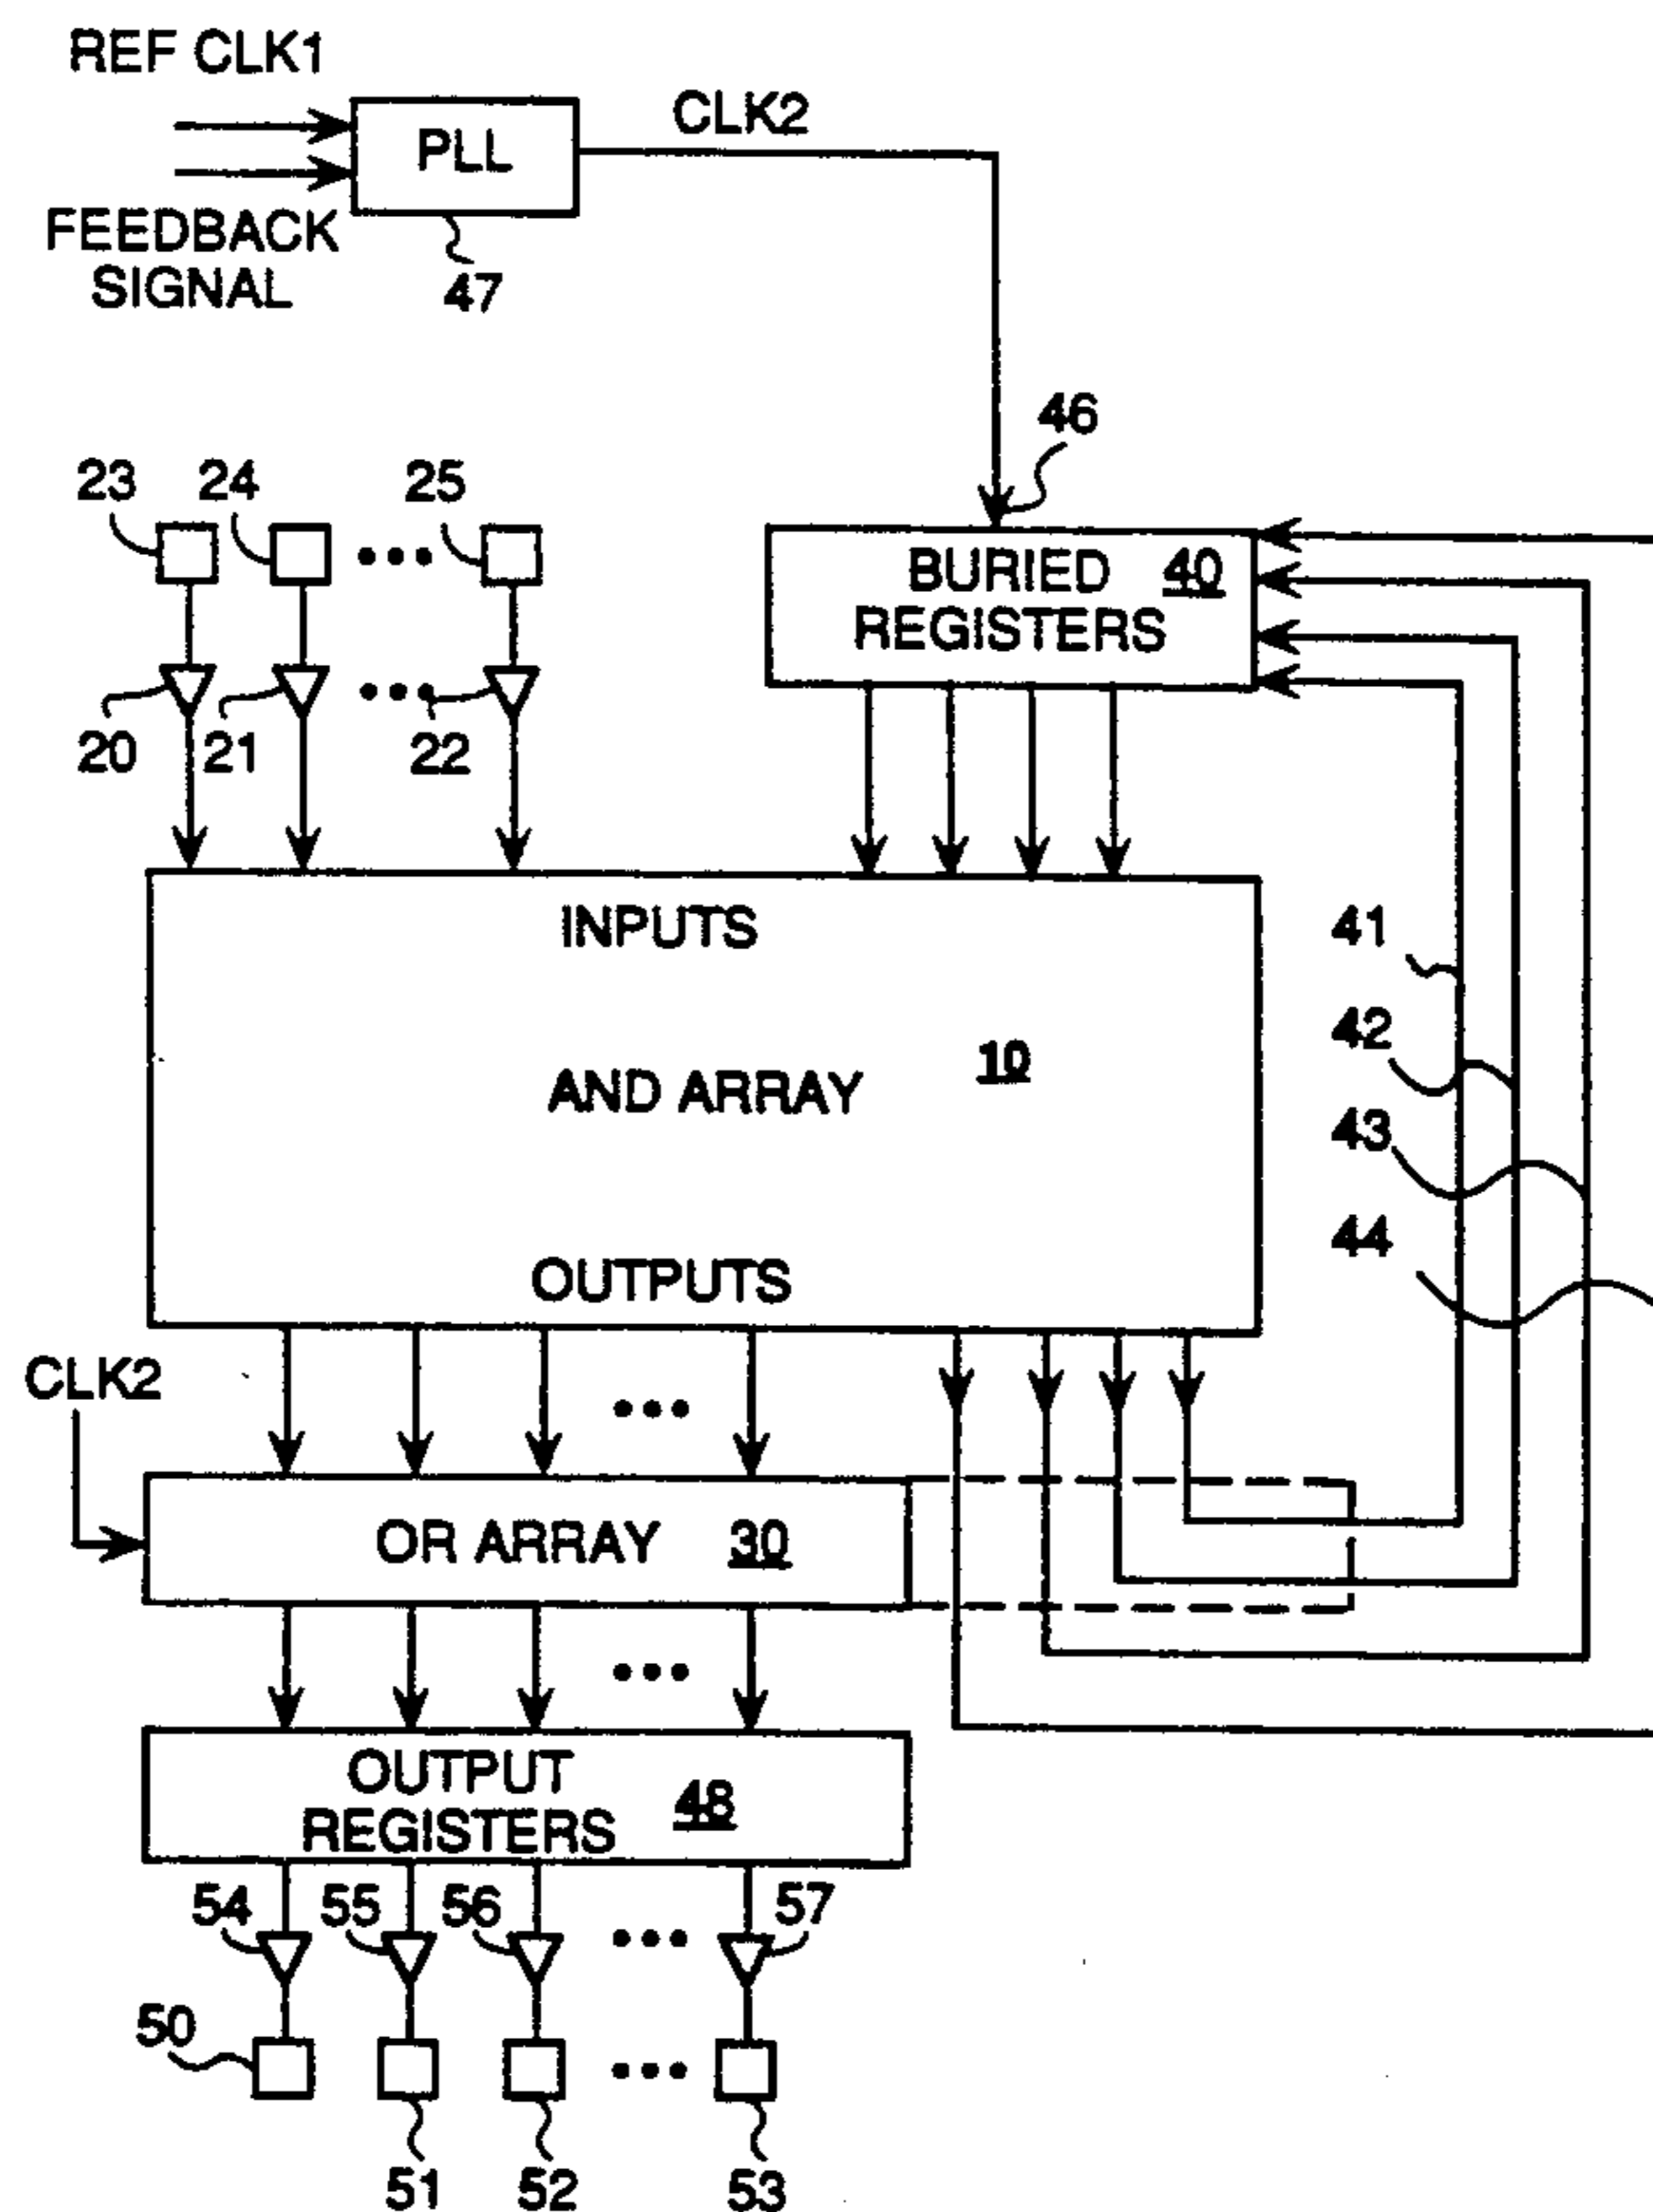 REF CLK1
CLK2
PLL
FEEDBACK
SIGNAL
47
46
23 24 25
BURIED 40
REGISTERS
20 21 22
INPUTS
41
42
AND ARRAY 10
43
44
OUTPUTS
CLK2
OR ARRAY 30
OUTPUT
REGISTERS 48
54 55 56 57
50
51 52 53